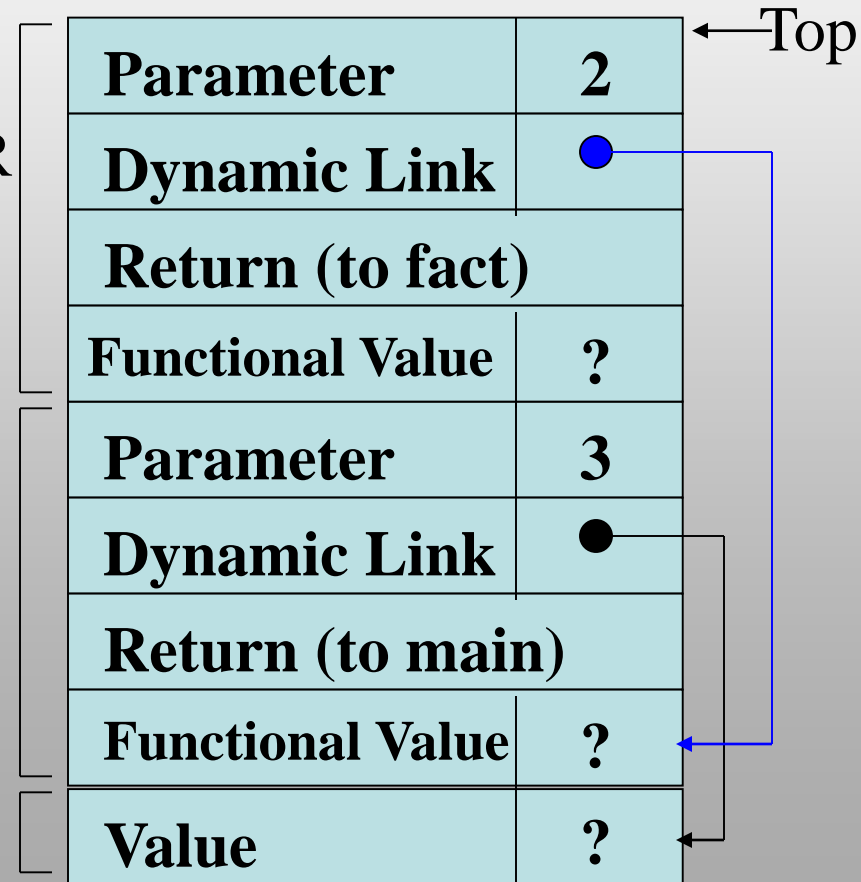 Top
Parameter 2
R
Dynamic Link
Return (to fact)
Functional Value ?
Parameter 3
Dynamic Link
Return (to main)
Functional Value ?
Value ?